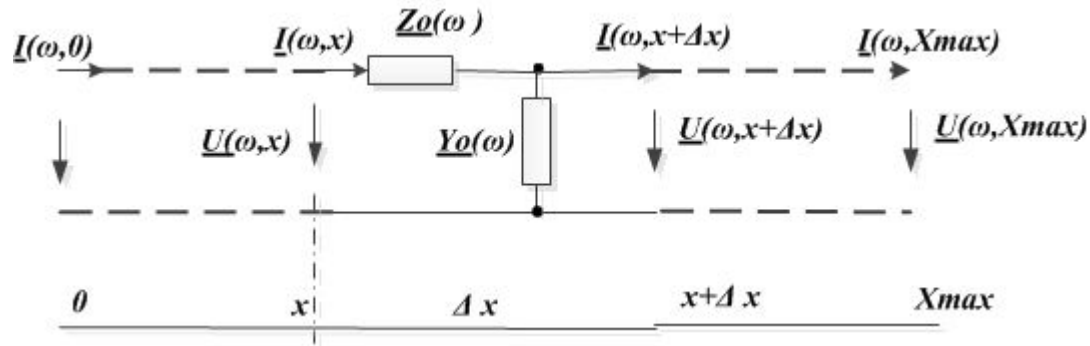 I(ω,0) I(ω,x) Zo(ω) I(ω,x+Δx) I(ω,Xmax)
U(ω,x) Yo(ω) U(ω,x+Δx) U(ω,Xmax)
0 x Δ x x+Δ x Xmax